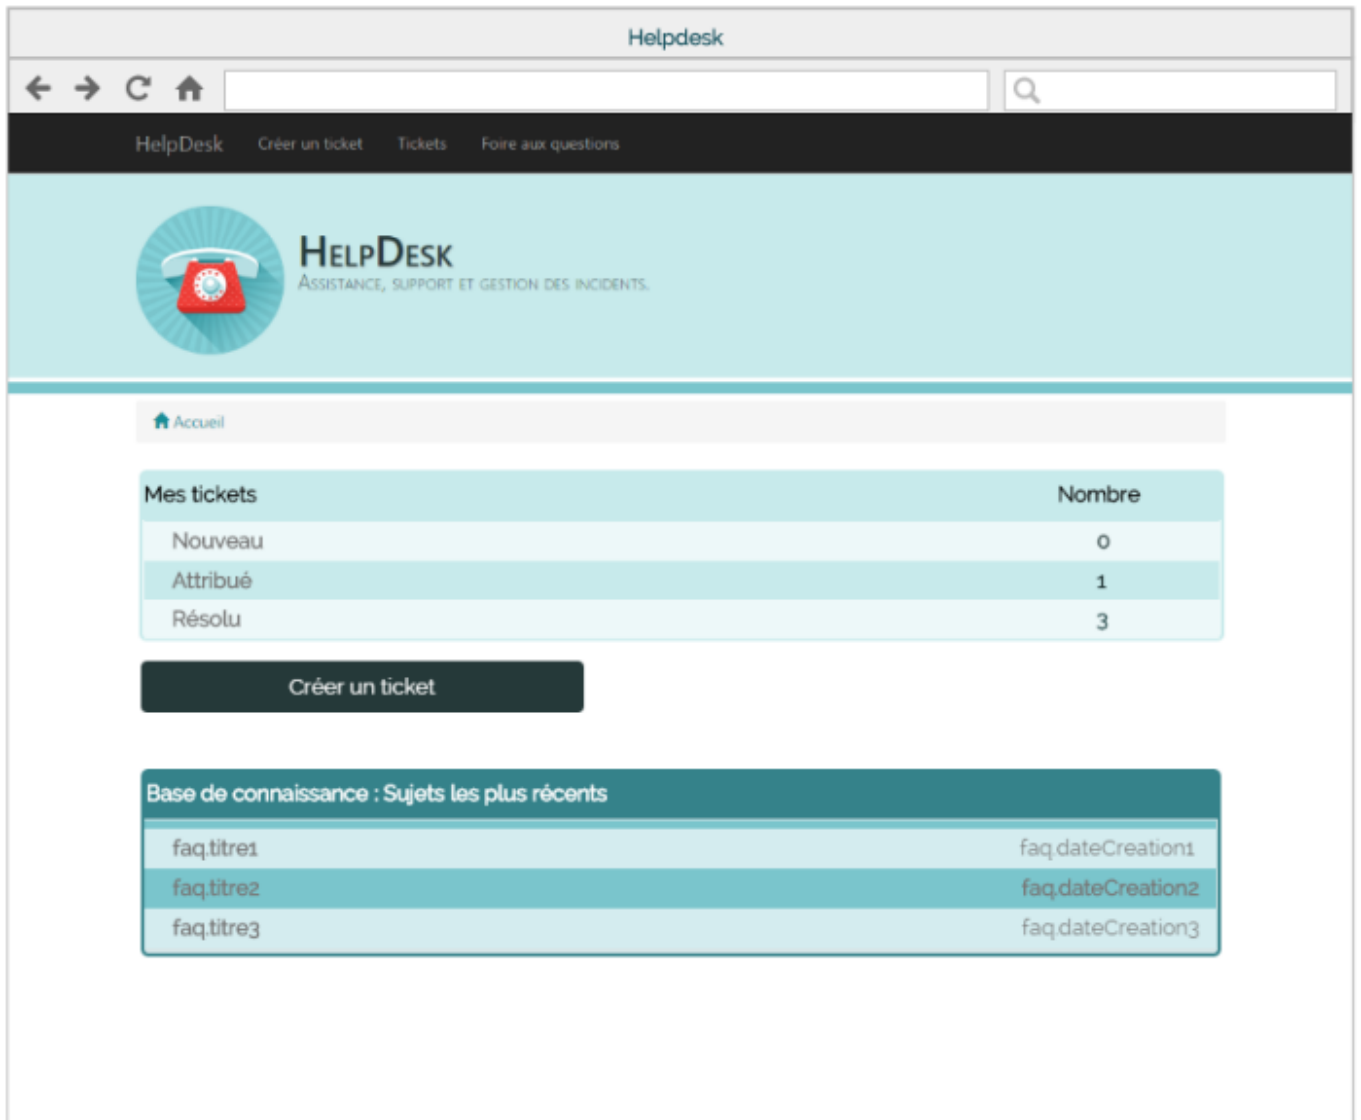 Helpdesk
HelpDesk Créer un ticket Tickets Foire aux questions
HelpDesk
Assistance, support et gestion des incidents.
Accueil
Mes tickets Nombre
Nouveau 0
Attribué 1
Résolu 3
Créer un ticket
Base de connaissance : Sujets les plus récents
faq.titre1 faq.dateCreation1
faq.titre2 faq.dateCreation2
faq.titre3 faq.dateCreation3